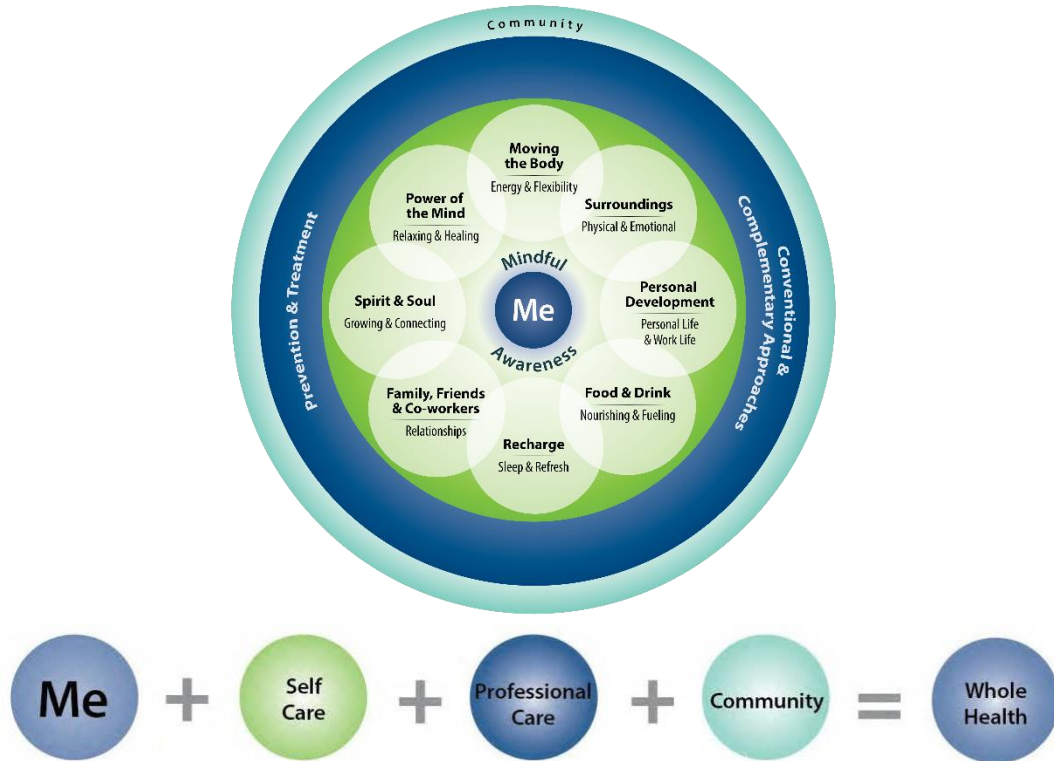 Community
Moving
the Body
Energy & Flexibility
Surroundings
Physical & Emotional
Personal
Development
Personal Life
& Work Life
Food & Drink
Nourishing & Fueling
Recharge
Sleep & Refresh
Family, Friends
& Co-workers
Relationships
Spirit & Soul
Growing & Connecting
Power of
the Mind
Relaxing & Healing
Mindful
Me
Awareness
Prevention & Treatment
Conventional &
Complementary Approaches
Me
+
Self
Care
+
Professional
Care
+
Community
=
Whole
Health